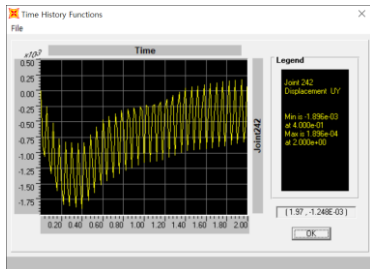 Time History Functions
File
Time
x10⁻³
0.50
0.25
0.00
-0.25
-0.50
-0.75
-1.00
-1.25
-1.50
-1.75
0.20 0.40 0.60 0.80 1.00 1.20 1.40 1.60 1.80 2.00
Joint242
Legend
Joint 242
Displacement UY
Min is -1.896e-03
at 4.000e-01
Max is 1.896e-04
at 2.000e+00
( 1.97 , -1.248E-03 )
OK